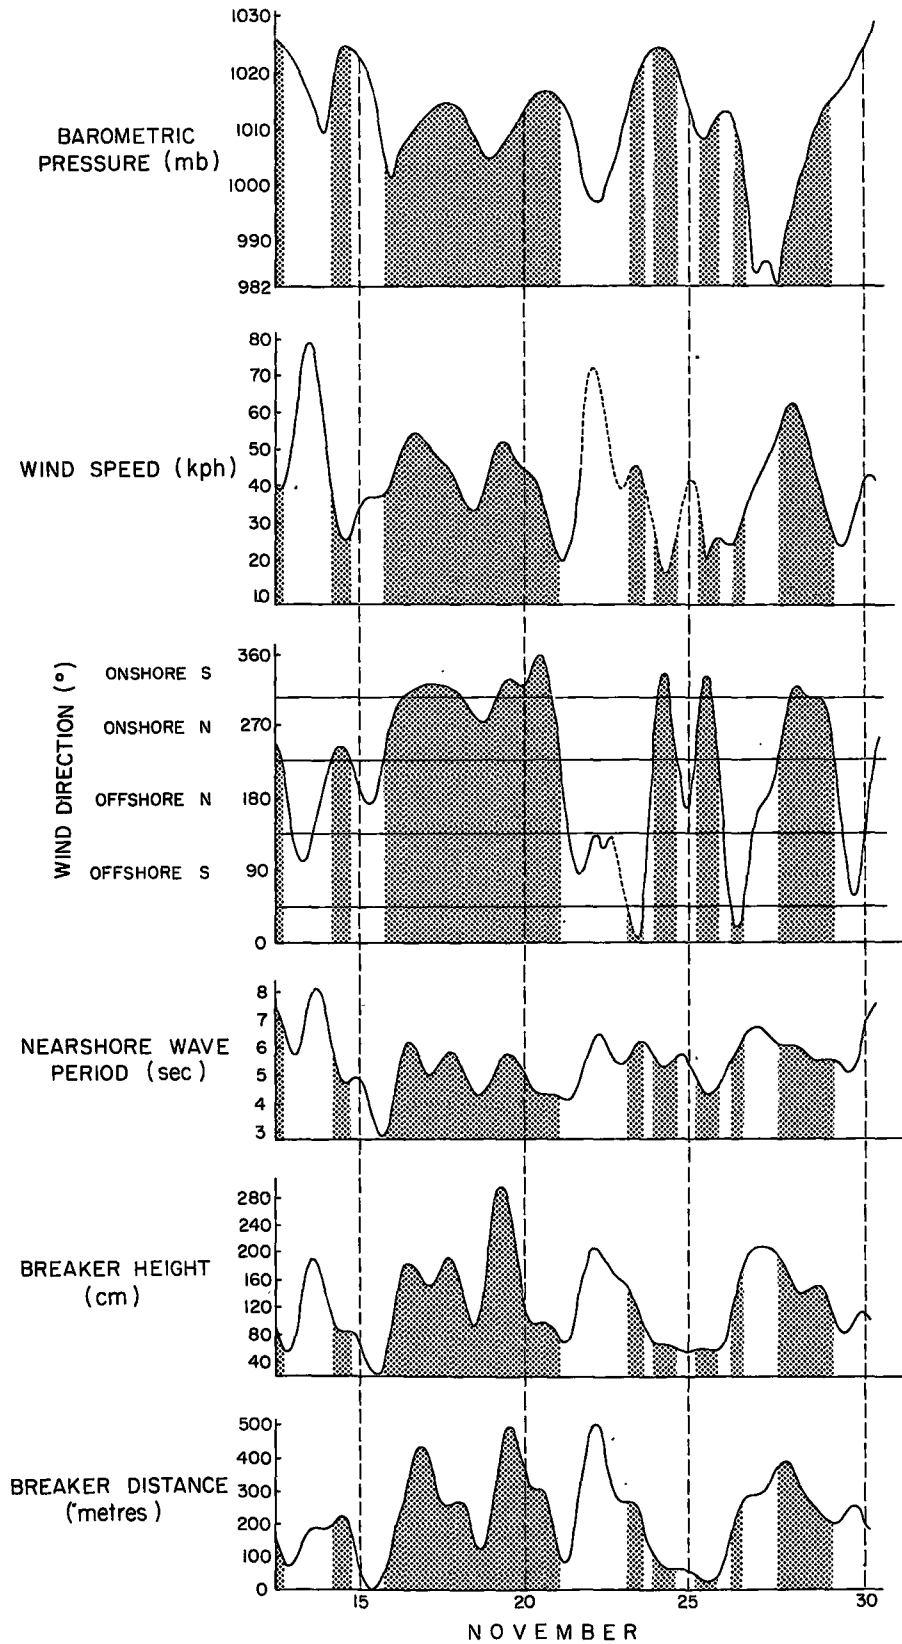 1030
1020
1010
1000
990
982
BAROMETRIC
PRESSURE (mb)
80
70
60
50
40
30
20
10
WIND SPEED (kph)
WIND DIRECTION (°)
360
270
180
90
0
ONSHORE S
ONSHORE N
OFFSHORE N
OFFSHORE S
8
7
6
5
4
3
NEARSHORE WAVE
PERIOD (sec)
280
240
200
160
120
80
40
BREAKER HEIGHT
(cm)
500
400
300
200
100
0
BREAKER DISTANCE
(metres)
15
20
25
30
NOVEMBER